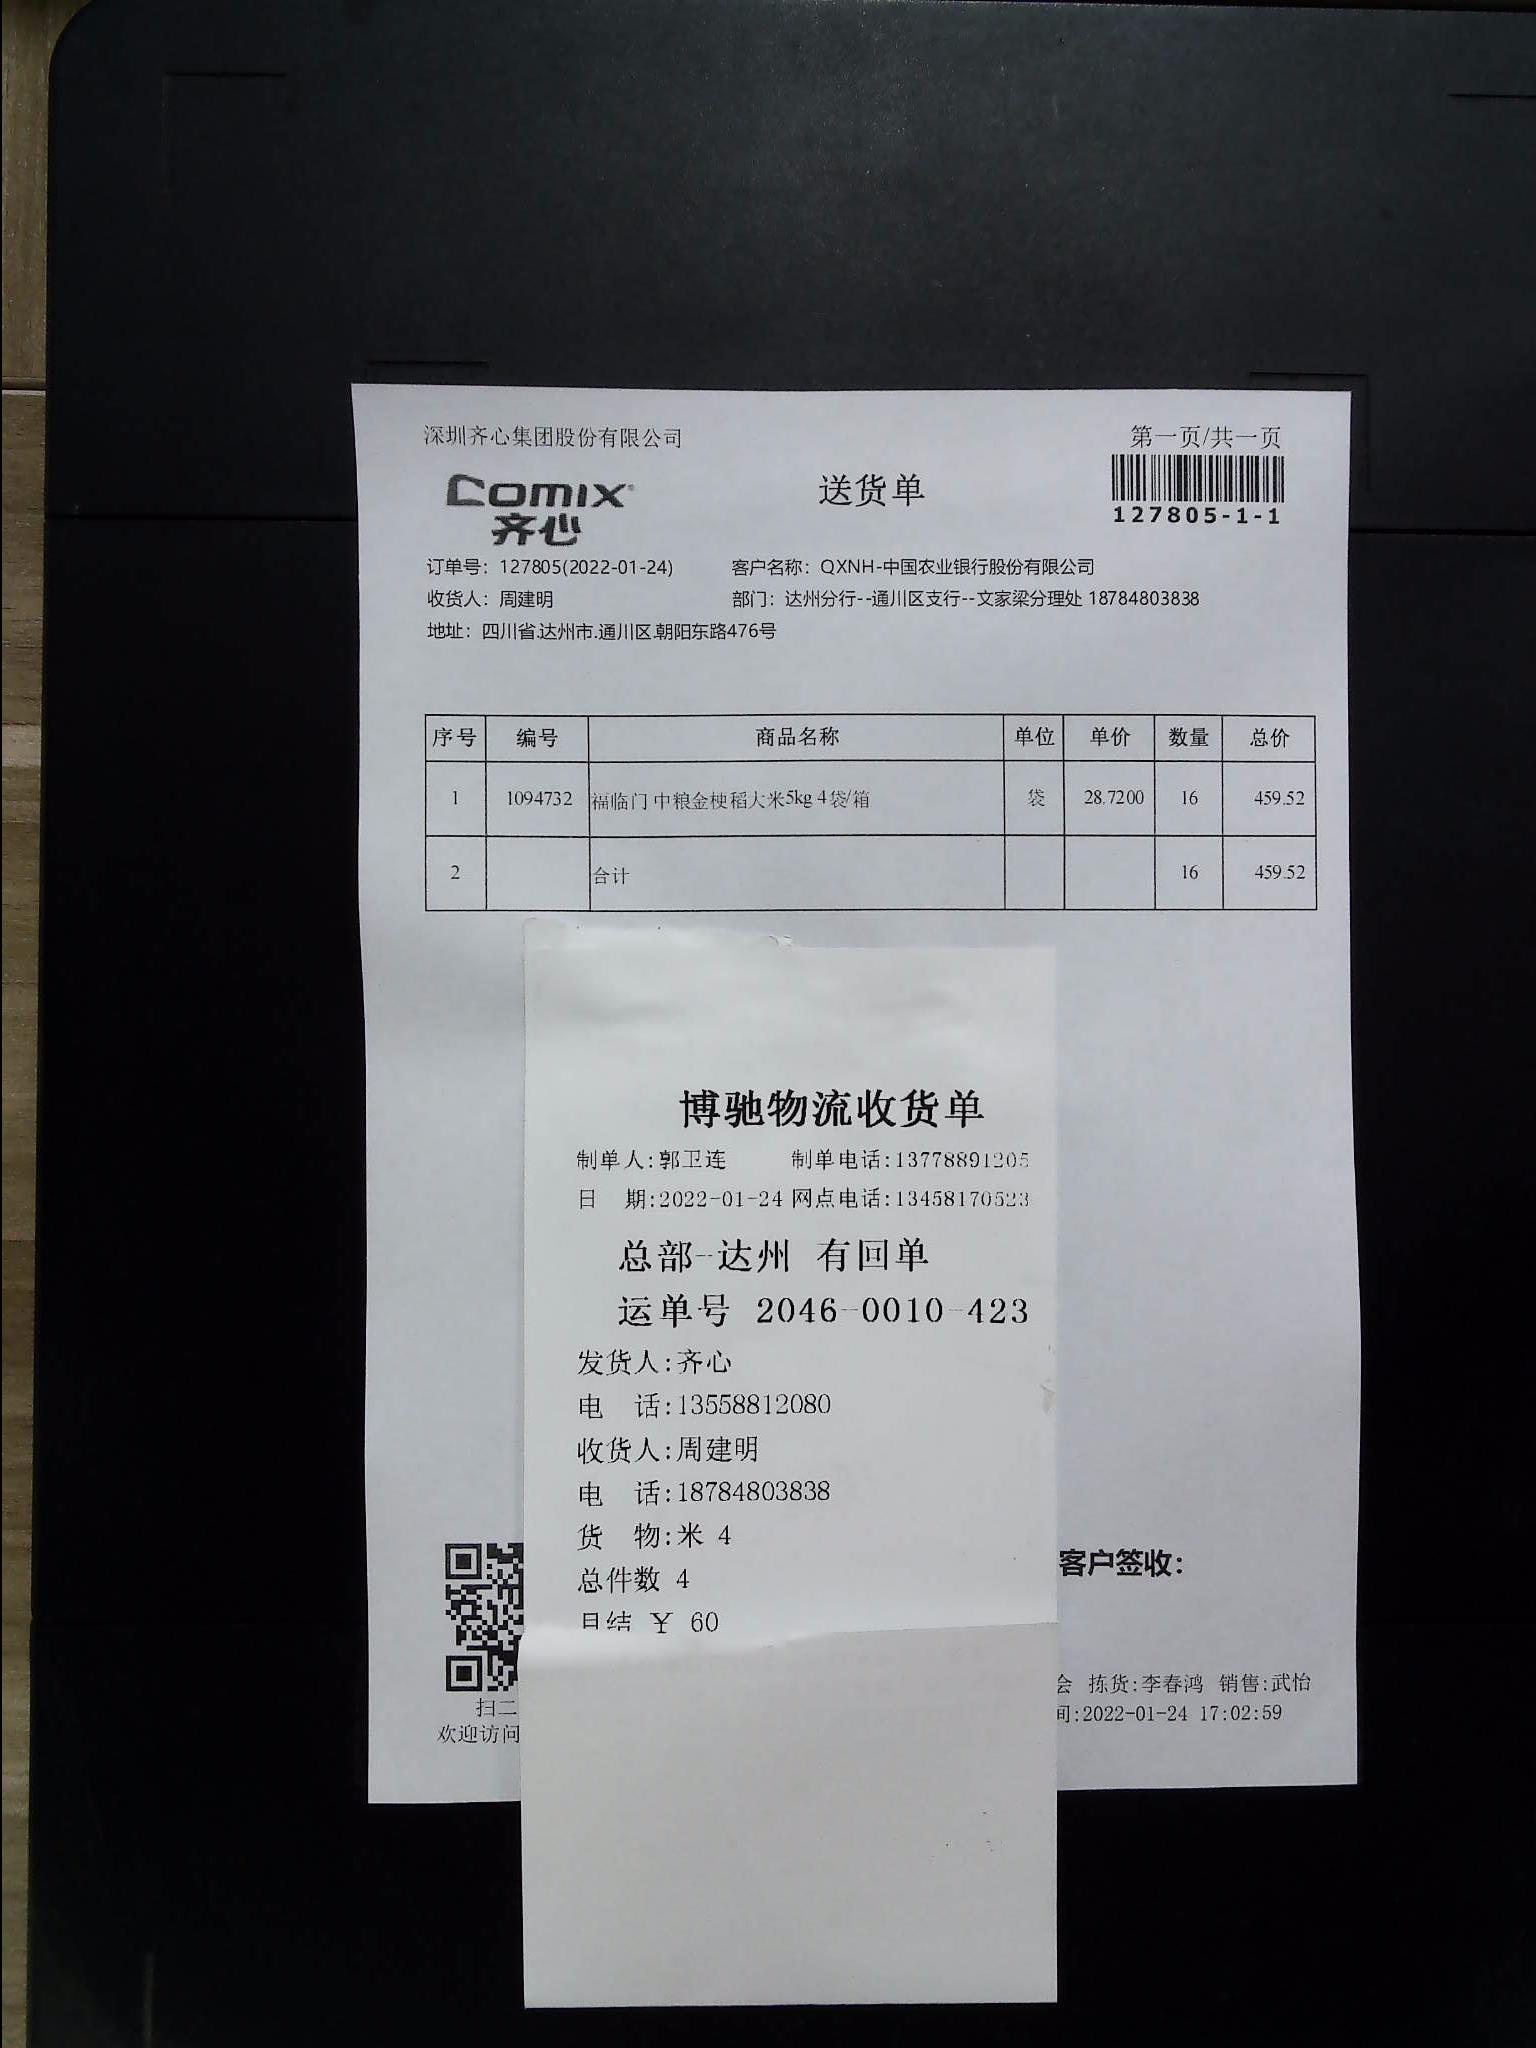 深圳齐心集团股份有限公司
第一页/共一页
comix
齐心
送货单
127805-1-1
订单号：127805(2022-01-24) 客户名称：QXNH-中国农业银行股份有限公司
收货人：周建明 部门：达州分行--通川区支行--文家梁分理处 18784803838
地址：四川省.达州市.通川区.朝阳东路476号
序号 编号 商品名称 单位 单价 数量 总价
1 1094732 福临门 中粮金梗稻大米5kg 4袋/箱 袋 28.7200 16 459.52
2 合计 16 459.52
博驰物流收货单
制单人:郭卫连 制单电话:13778891205
日 期:2022-01-24 网点电话:13458170523
总部-达州 有回单
运单号 2046-0010-423
发货人:齐心
电 话:13558812080
收货人:周建明
电 话:18784803838
货 物:米 4
总件数 4
月结 ¥ 60
客户签收:
扫二
欢迎访问
会 拣货:李春鸿 销售:武怡
间:2022-01-24 17:02:59